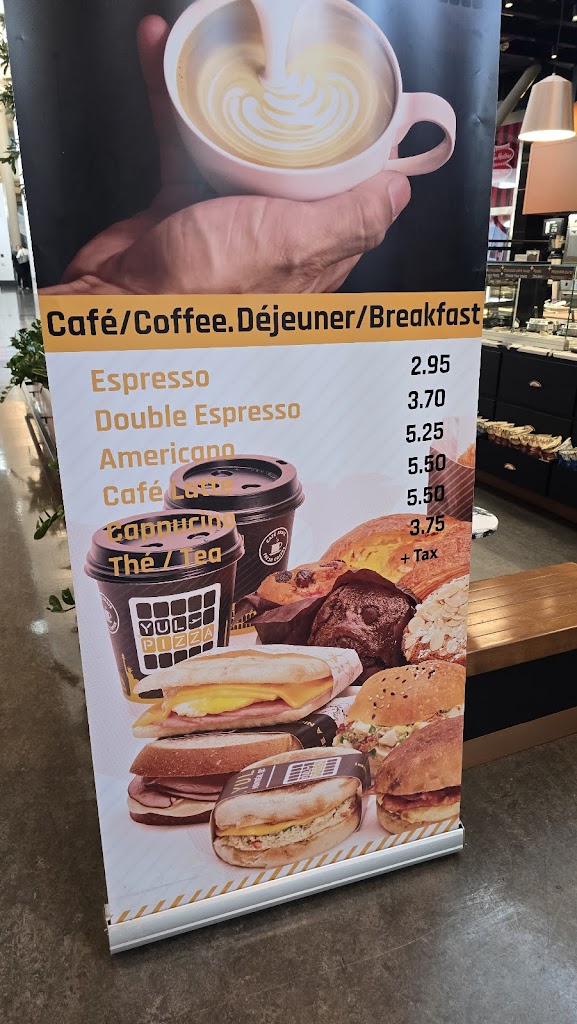 Café/Coffee.Déjeuner/Breakfast
Espresso 2.95
Double Espresso 3.70
Americano 5.25
Café Latte 5.50
Cappucino 5.50
Thé / Tea 3.75
+ Tax
YUL
PIZZA
YUL